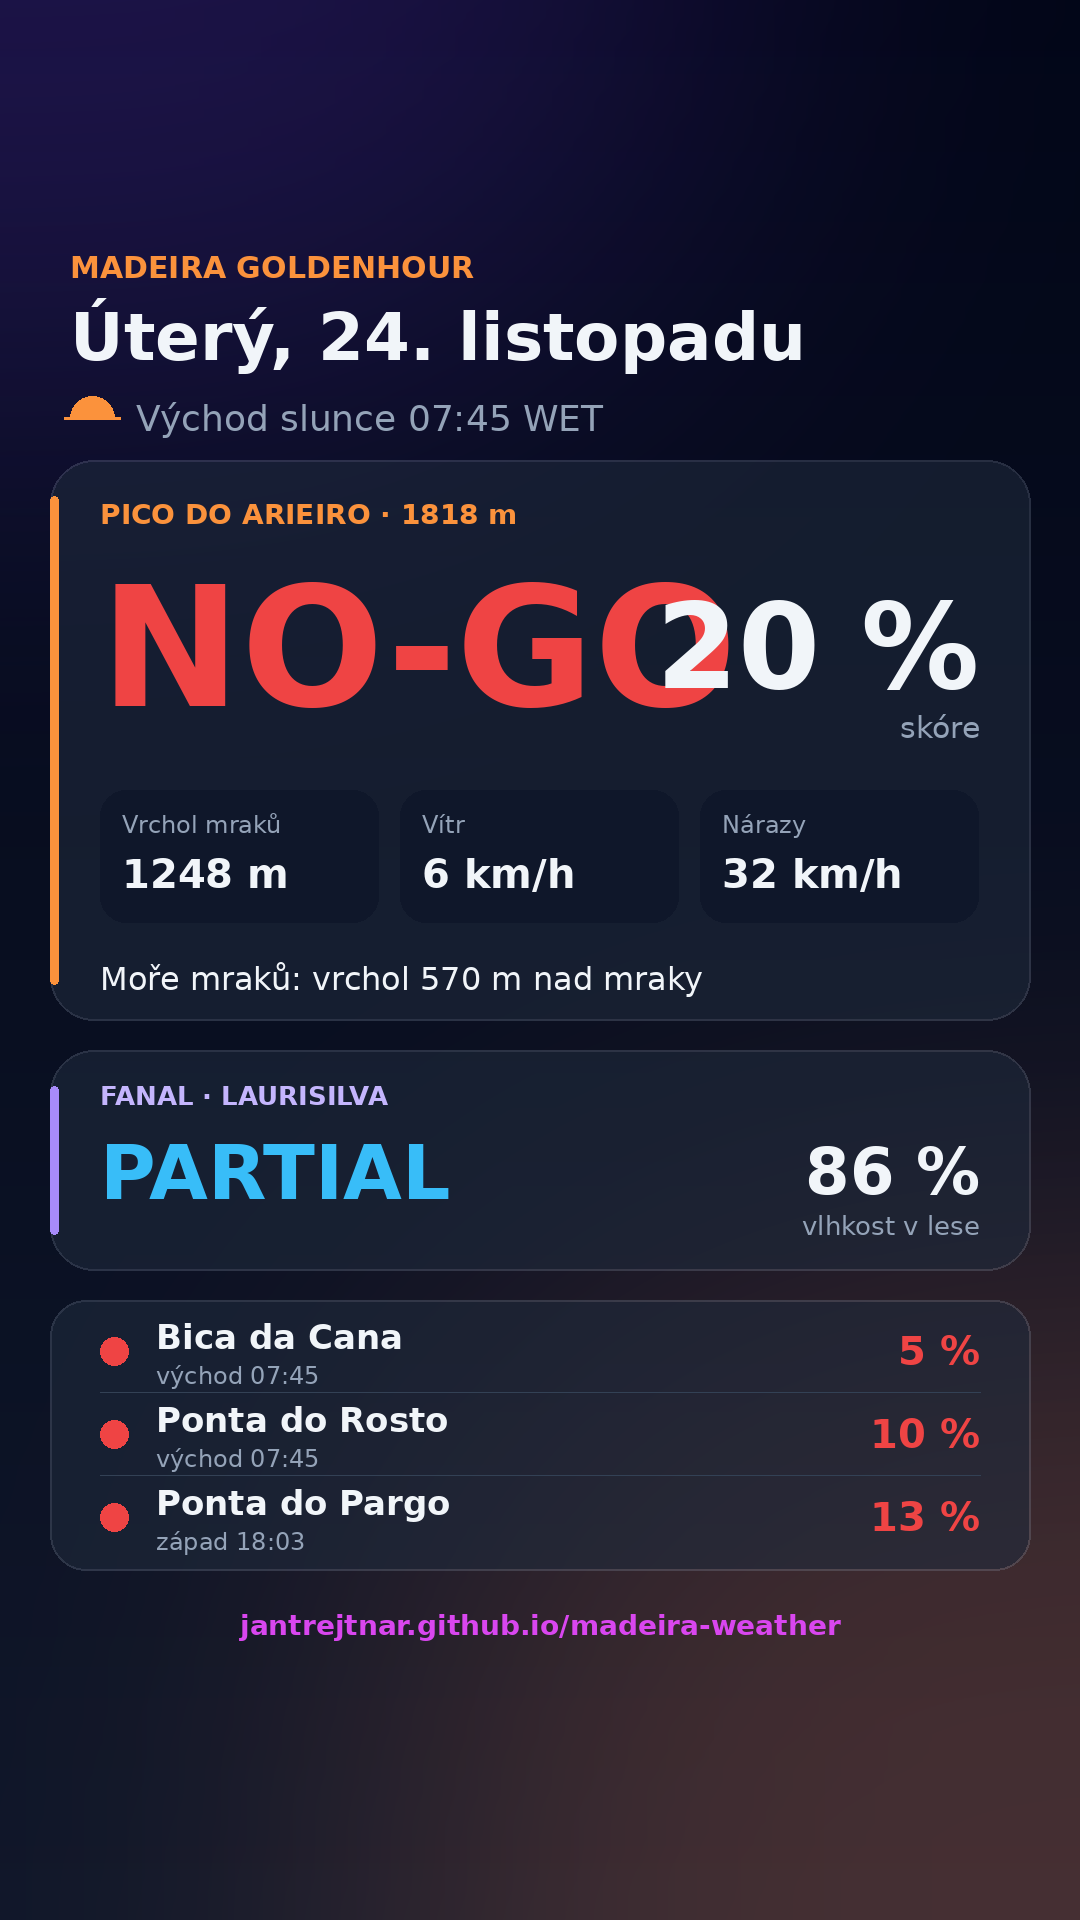 MADEIRA GOLDENHOUR
Úterý, 24. listopadu
Východ slunce 07:45 WET
PICO DO ARIEIRO · 1818 m
NO-GO 20 %
skóre
Vrchol mraků Vítr Nárazy
1248 m 6 km/h 32 km/h
Moře mraků: vrchol 570 m nad mraky
FANAL · LAURISILVA
PARTIAL 86 %
vlhkost v lese
Bica da Cana 5 %
východ 07:45
Ponta do Rosto 10 %
východ 07:45
Ponta do Pargo 13 %
západ 18:03
jantrejtnar.github.io/madeira-weather